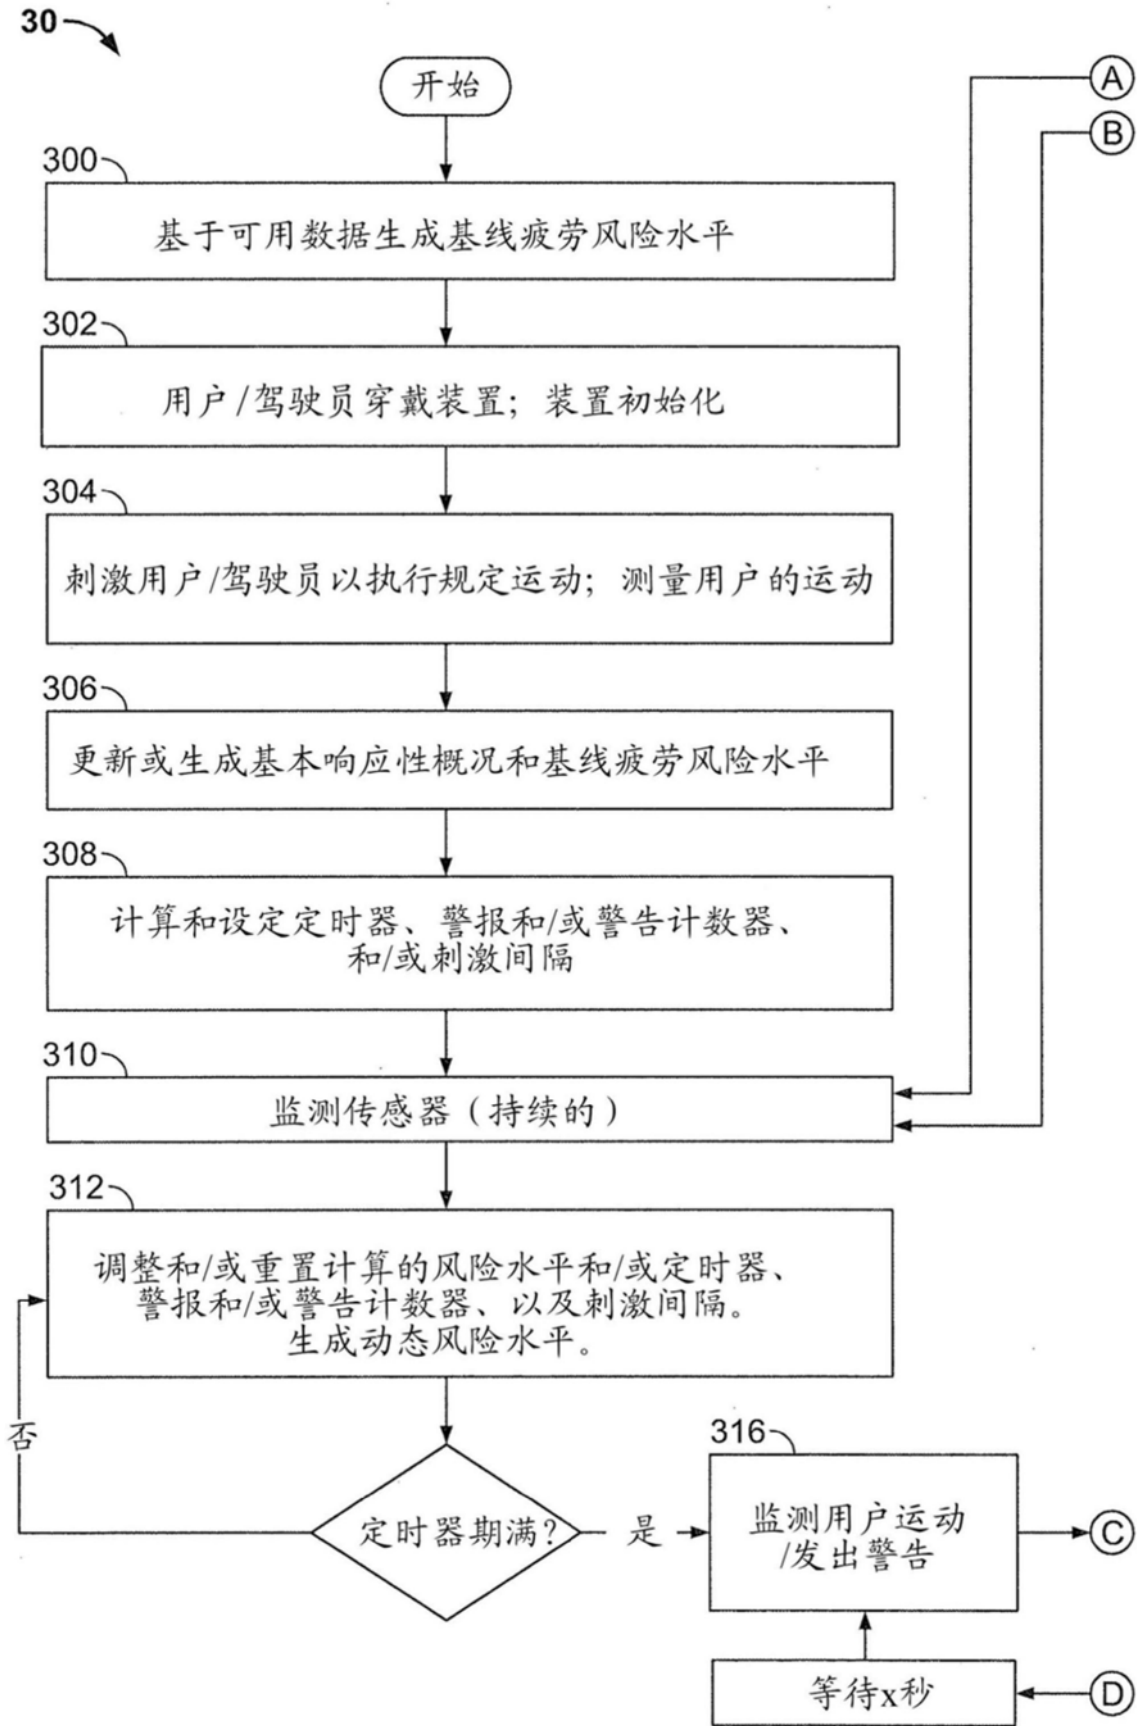 30
开始
A
B
300
基于可用数据生成基线疲劳风险水平
302
用户/驾驶员穿戴装置；装置初始化
304
刺激用户/驾驶员以执行规定运动；测量用户的运动
306
更新或生成基本响应性概况和基线疲劳风险水平
308
计算和设定定时器、警报和/或警告计数器、
和/或刺激间隔
310
监测传感器（持续的）
312
调整和/或重置计算的风险水平和/或定时器、
警报和/或警告计数器、以及刺激间隔。
生成动态风险水平。
否
定时器期满？
是
316
监测用户运动
/发出警告
C
等待x秒
D